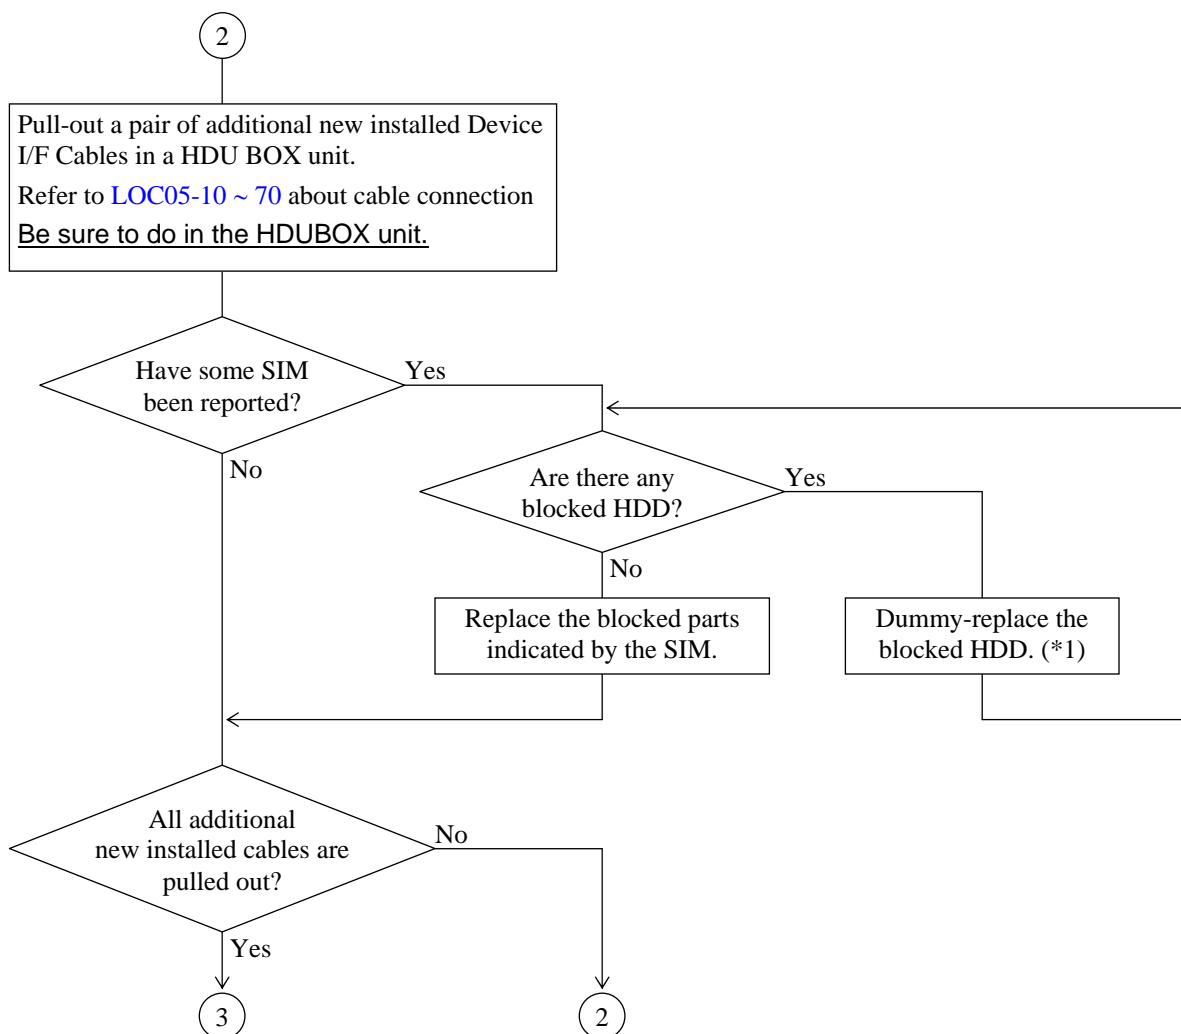 2
Pull-out a pair of additional new installed Device
I/F Cables in a HDU BOX unit.
Refer to LOC05-10 ~ 70 about cable connection
Be sure to do in the HDUBOX unit.
Have some SIM
been reported?
Yes
No
Are there any
blocked HDD?
Yes
No
Replace the blocked parts
indicated by the SIM.
Dummy-replace the
blocked HDD. (*1)
All additional
new installed cables are
pulled out?
No
Yes
3
2